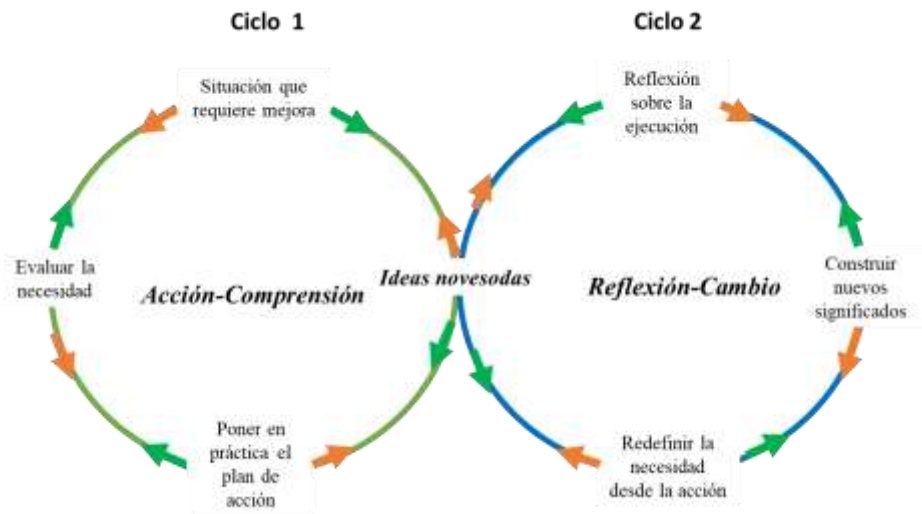 Ciclo 1
Ciclo 2
Situación que
requiere mejora
Reflexión
sobre la
ejecución
Evaluar la
necesidad
Acción-Comprensión
Ideas novesodas
Reflexión-Cambio
Construir
nuevos
significados
Poner en
práctica el
plan de
acción
Redefinir la
necesidad
desde la acción